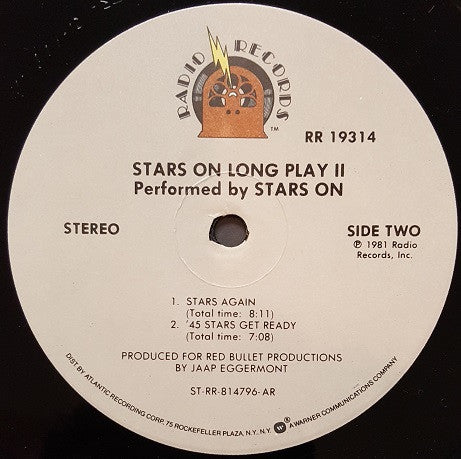 RADIO RECORDS
TM
RR 19314
STARS ON LONG PLAY II
Performed by STARS ON
STEREO
SIDE TWO
℗ 1981 Radio
Records, Inc.
1. STARS AGAIN
(Total time: 8:11)
2. '45 STARS GET READY
(Total time: 7:08)
PRODUCED FOR RED BULLET PRODUCTIONS
BY JAAP EGGERMONT
ST-RR-814796-AR
DIST BY ATLANTIC RECORDING CORP. 75 ROCKEFELLER PLAZA, N.Y. N.Y. W ® A WARNER COMMUNICATIONS COMPANY